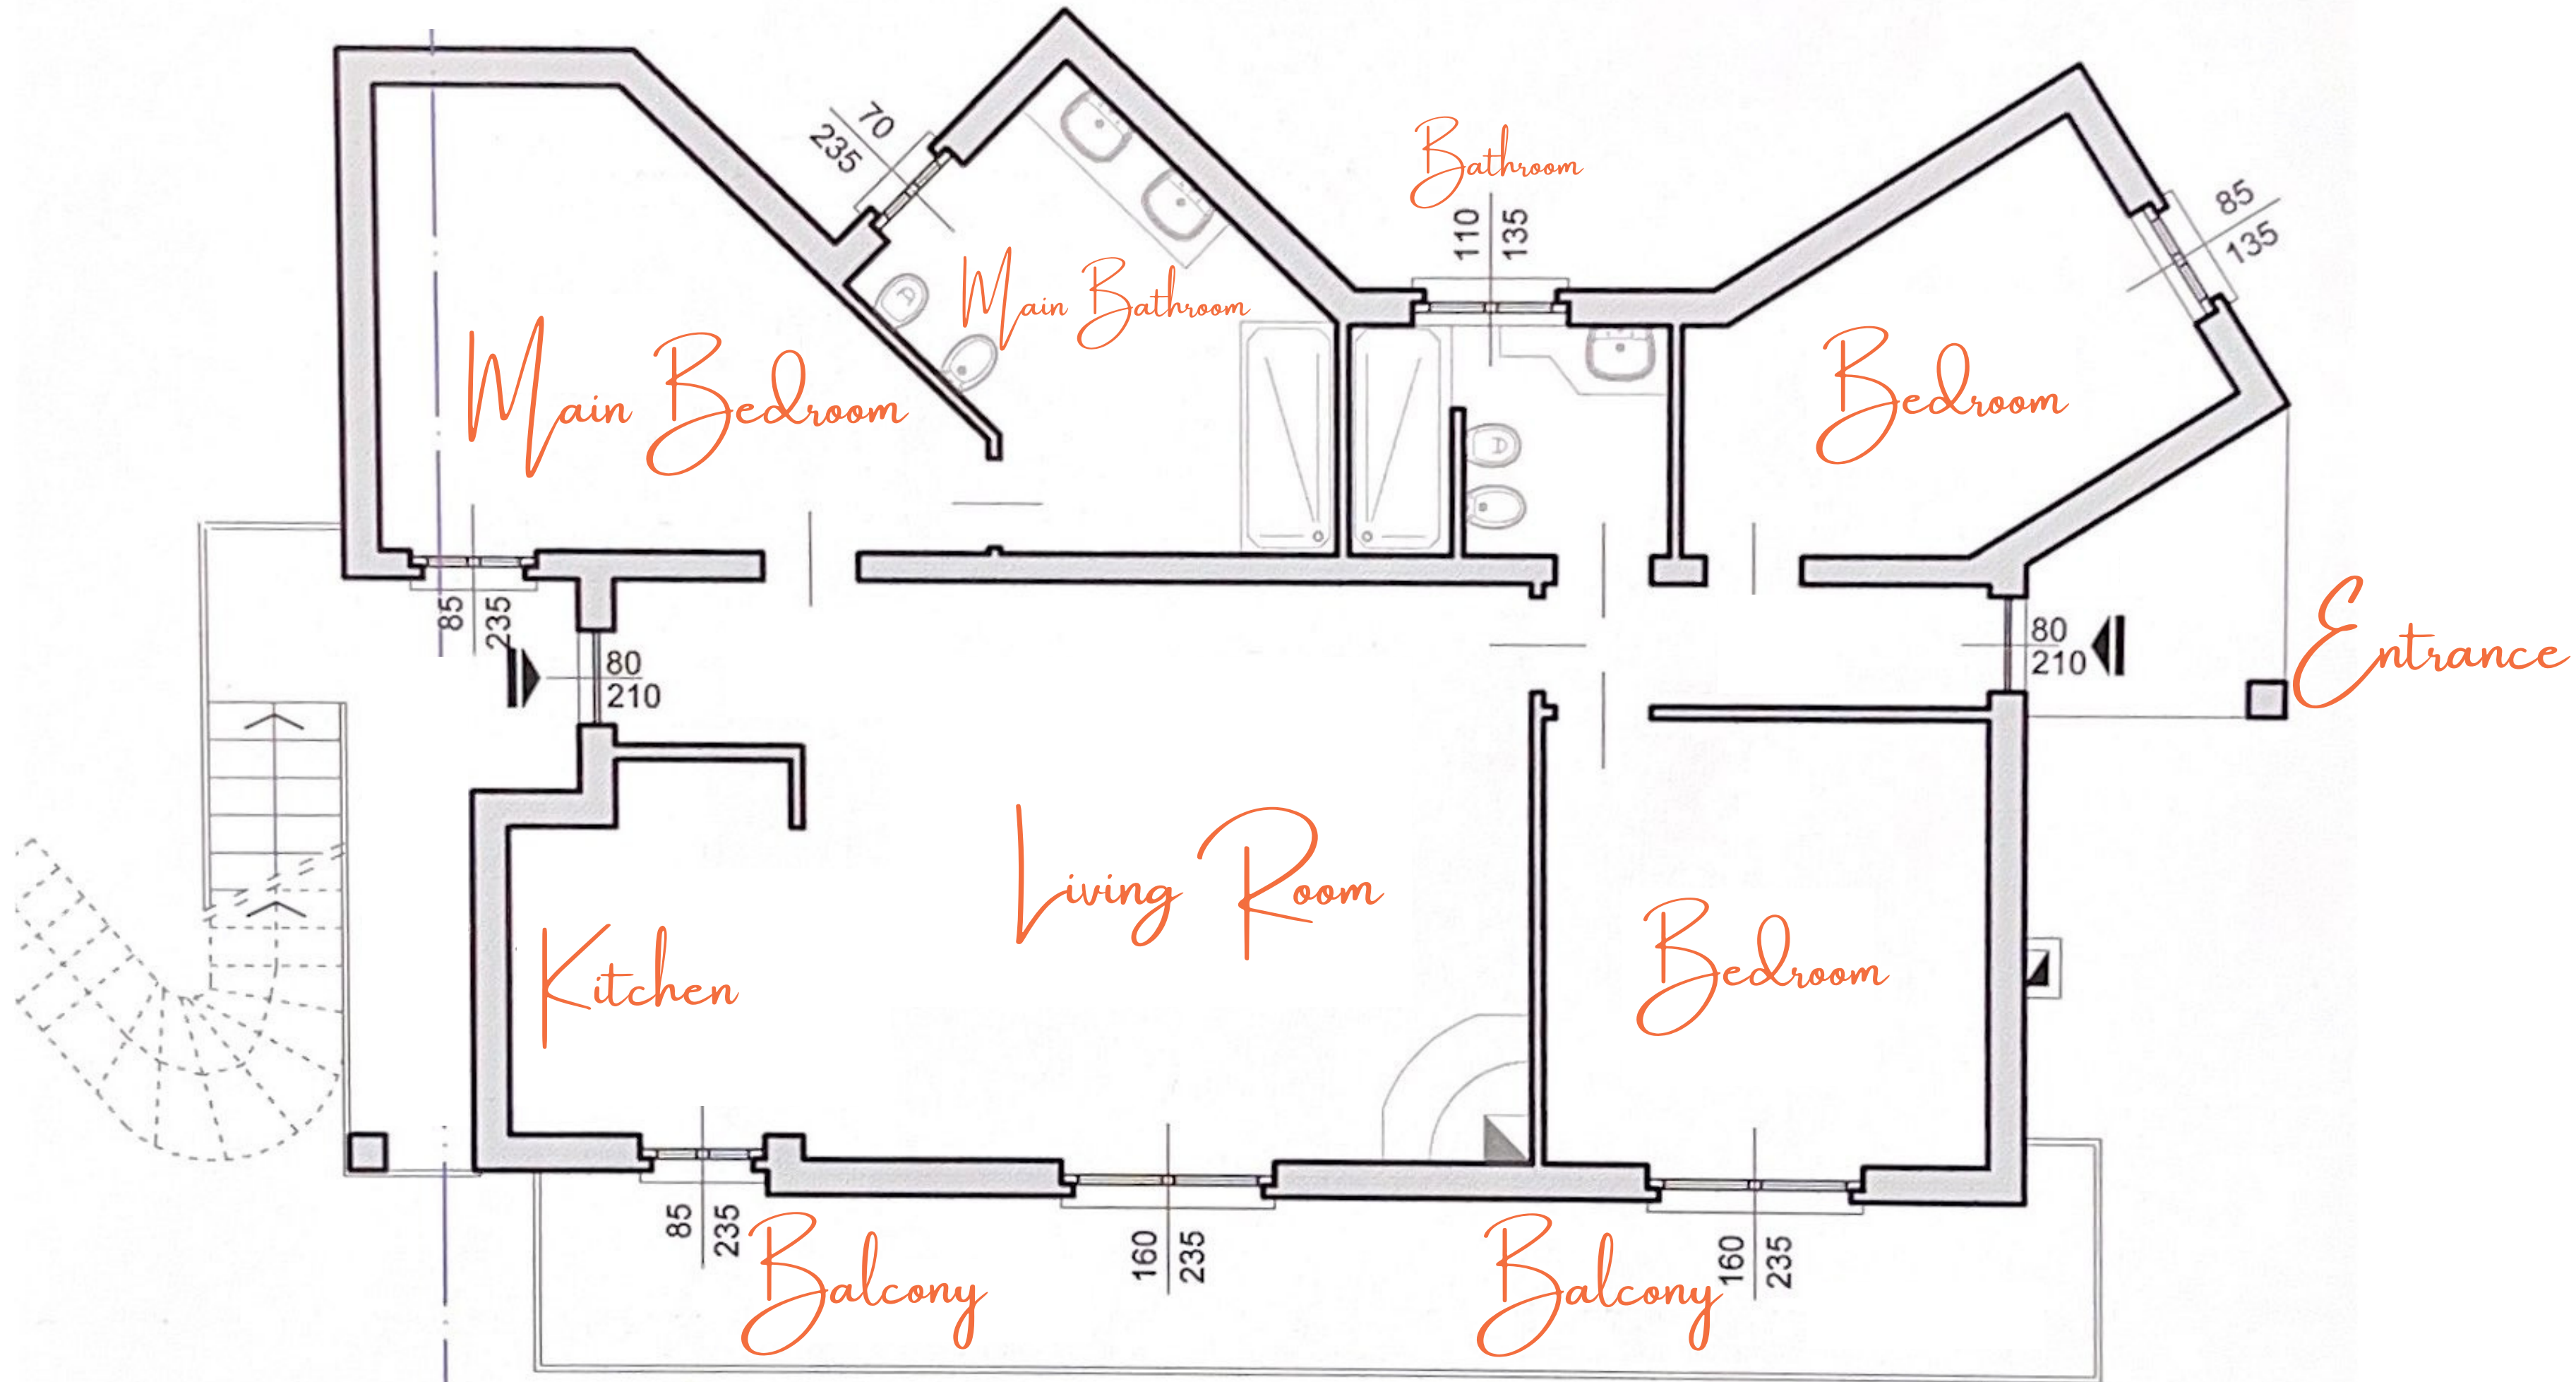 70
235
Bathroom
110
135
85
135
Main Bathroom
Main Bedroom
Bedroom
85
235
80
210
80
210
Entrance
Living Room
Kitchen
Bedroom
85
235
Balcony
160
235
Balcony
160
235